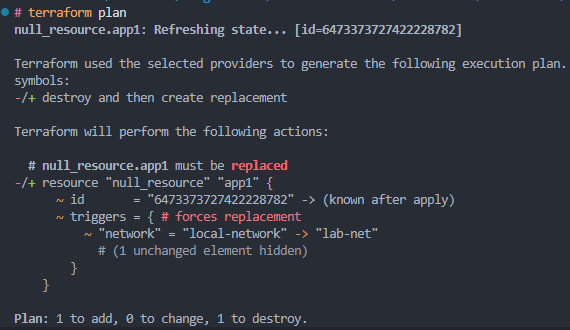 # terraform plan
null_resource.app1: Refreshing state... [id=6473373727422228782]
Terraform used the selected providers to generate the following execution plan.
symbols:
-/+ destroy and then create replacement
Terraform will perform the following actions:
# null_resource.app1 must be replaced
-/+ resource "null_resource" "app1" {
~ id = "6473373727422228782" -> (known after apply)
~ triggers = { # forces replacement
~ "network" = "local-network" -> "lab-net"
# (1 unchanged element hidden)
}
}
Plan: 1 to add, 0 to change, 1 to destroy.